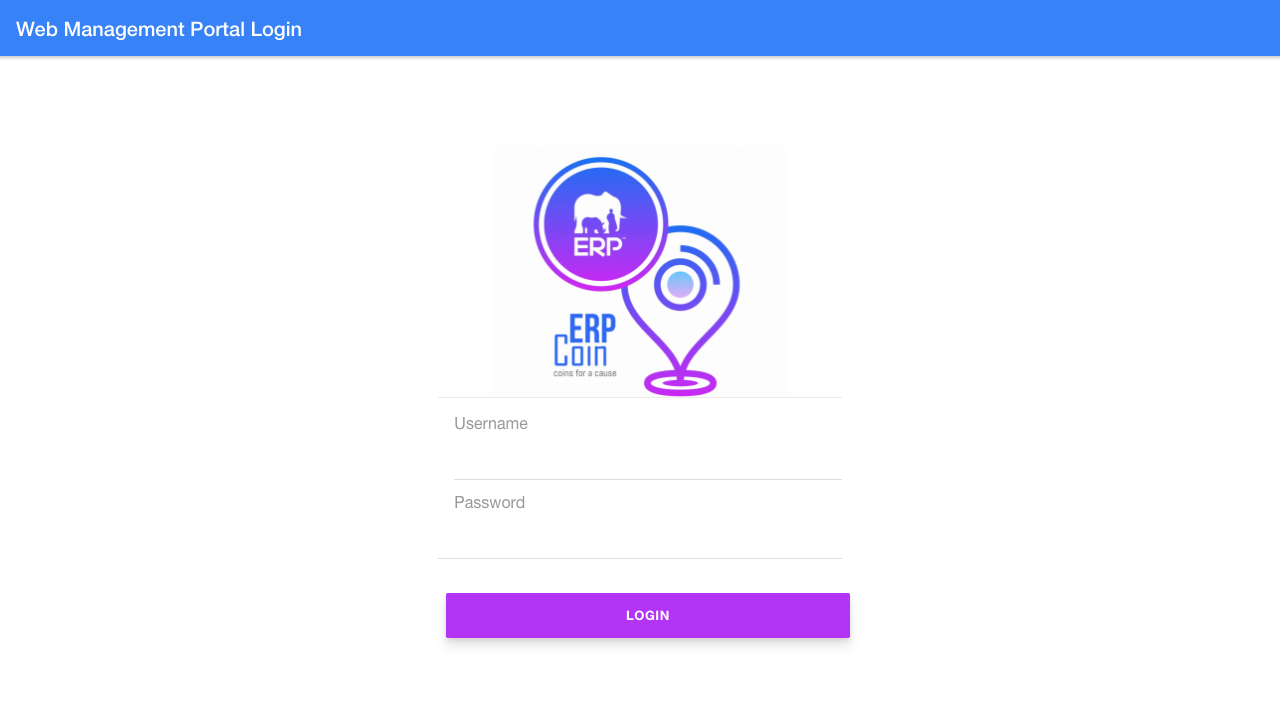 Web Management Portal Login
ERP
ERP
Coin
coins for a cause
Username
Password
LOGIN